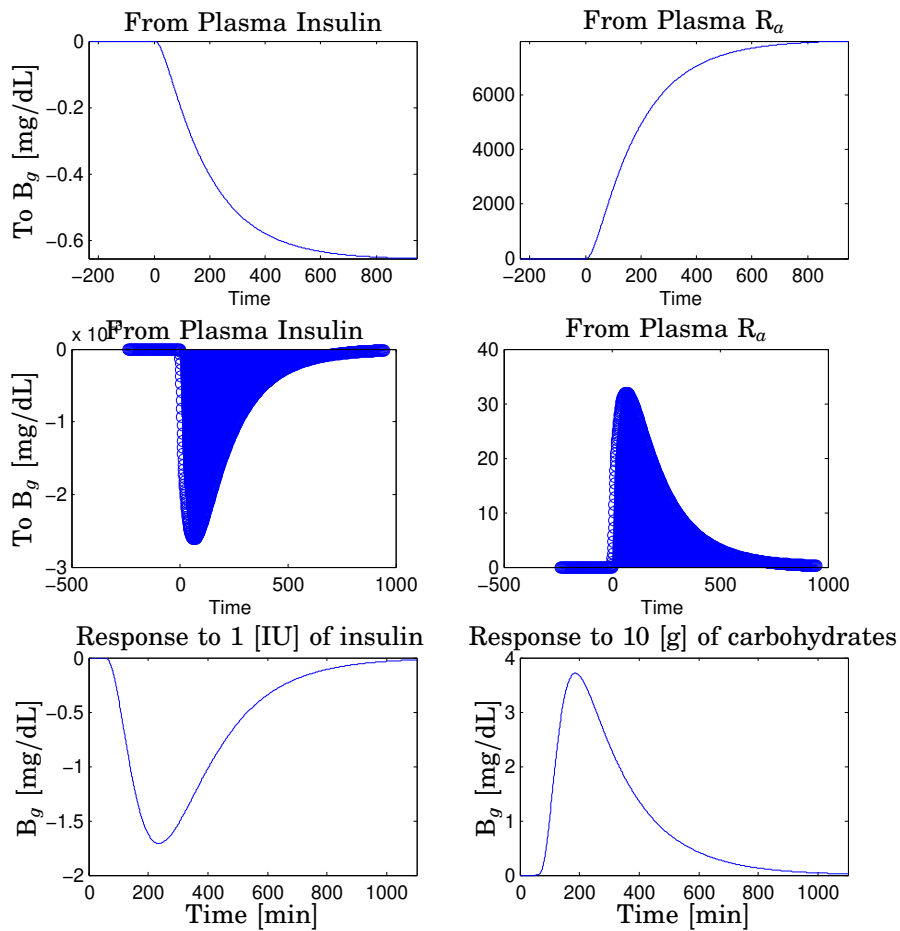 From Plasma Insulin
From Plasma Rₐ
To B_g [mg/dL]
0
−0.2
−0.4
−0.6
−200 0 200 400 600 800
Time
6000
4000
2000
0
−200 0 200 400 600 800
Time
x 10
From Plasma Insulin
From Plasma Rₐ
To B_g [mg/dL]
0
−1
−2
−3
−500 0 500 1000
Time
40
30
20
10
0
−500 0 500 1000
Time
Response to 1 [IU] of insulin
Response to 10 [g] of carbohydrates
B_g [mg/dL]
0
−0.5
−1
−1.5
−2
0 200 400 600 800 1000
Time [min]
B_g [mg/dL]
4
3
2
1
0
0 200 400 600 800 1000
Time [min]